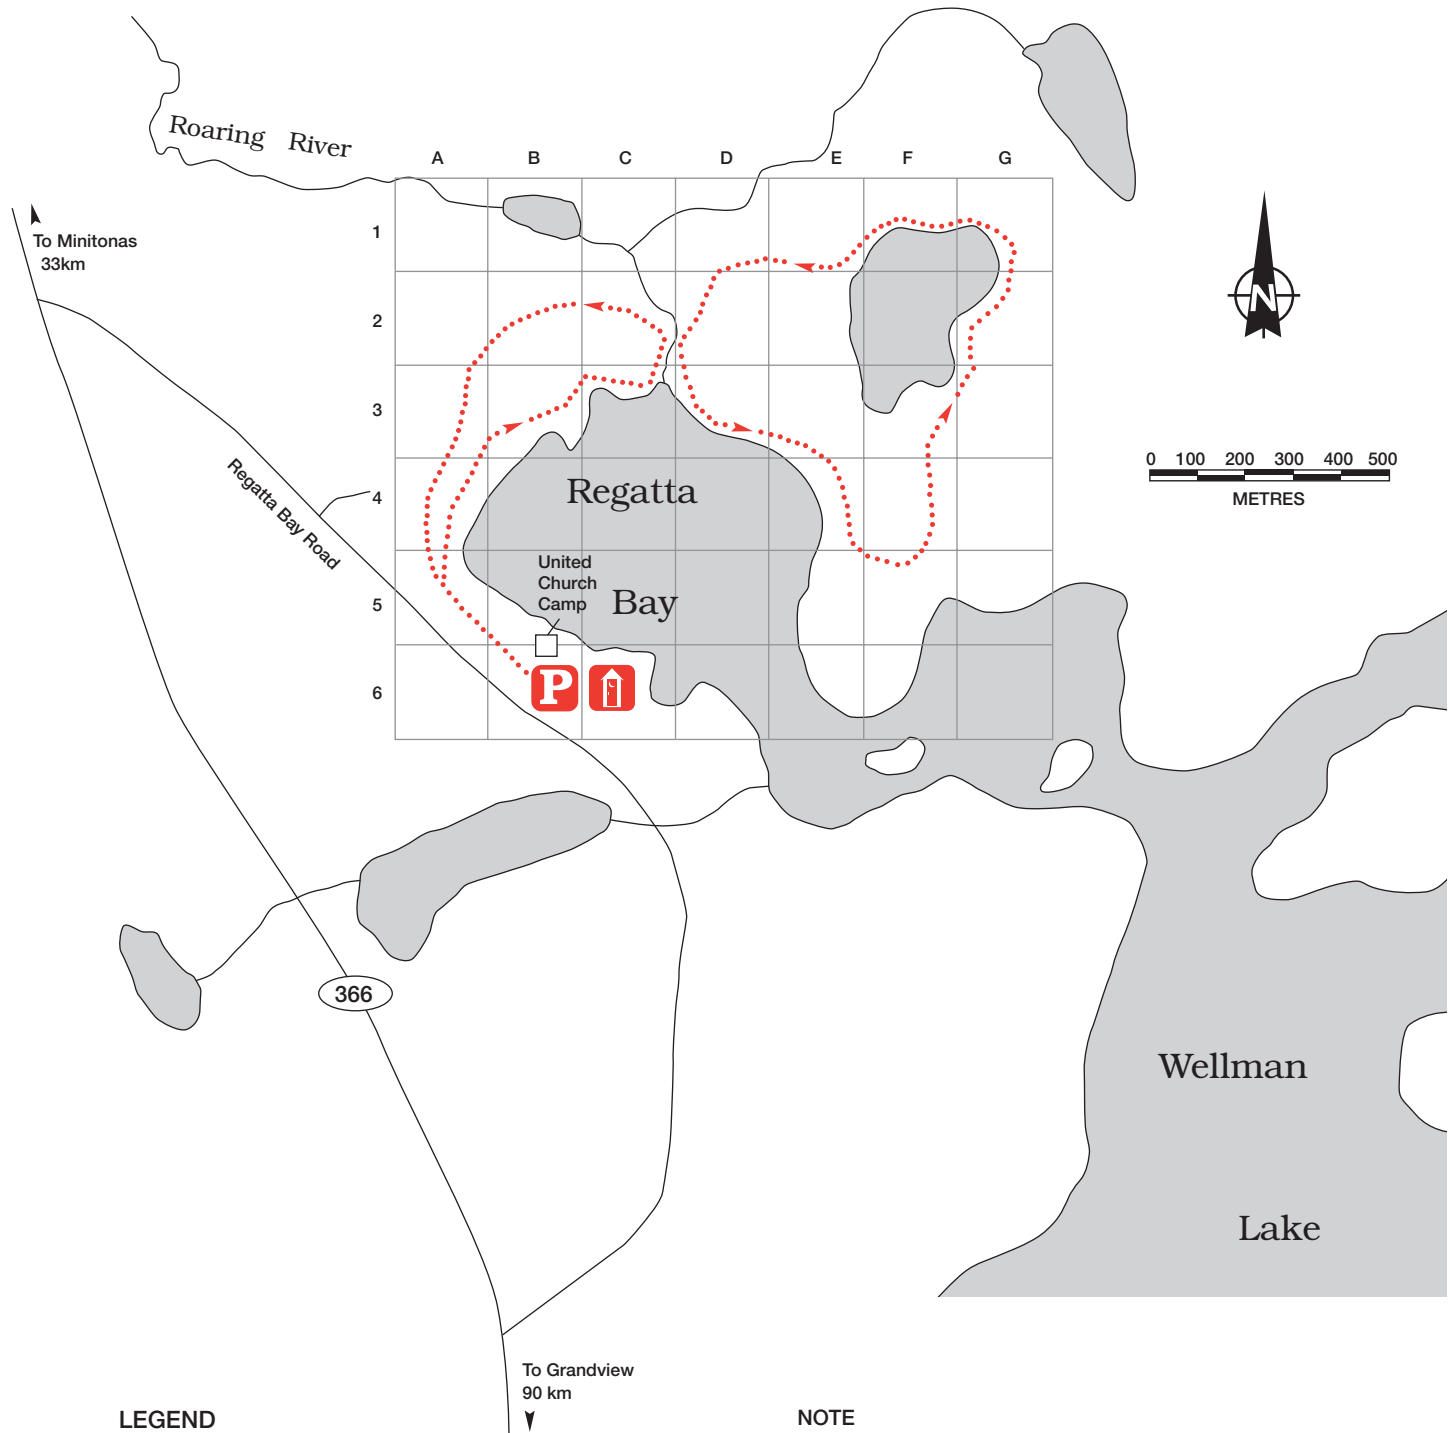 Roaring River
A B C D E F G
1
To Minitonas
33km
2
N
3
0 100 200 300 400 500
METRES
Regatta Bay Road
4
Regatta
United
Church
Camp
Bay
5
6
P
366
Wellman
Lake
To Grandview
90 km
LEGEND
NOTE